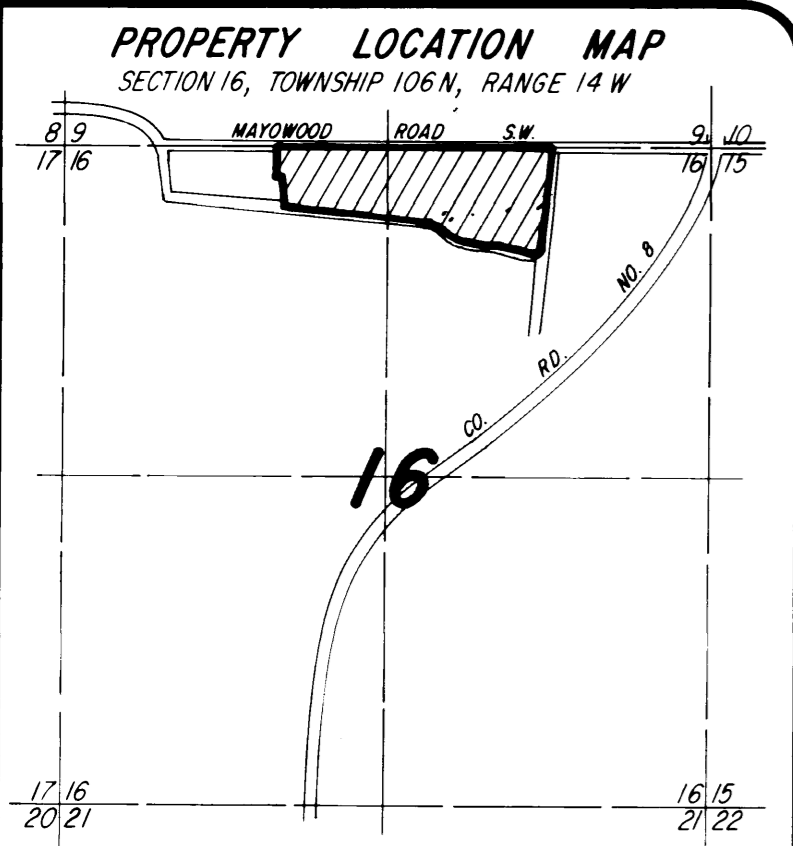 PROPERTY LOCATION MAP
SECTION 16, TOWNSHIP 106 N, RANGE 14 W
8 9
MAYOWOOD ROAD S.W.
9 10
17 16
16 15
NO. 8
RD.
CO.
16
17 16
16 15
20 21
21 22